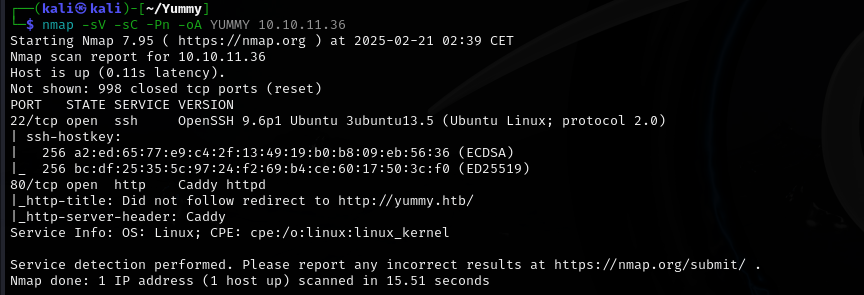 ┌──(kali㉿kali)-[~/Yummy]
└─$ nmap -sV -sC -Pn -oA YUMMY 10.10.11.36
Starting Nmap 7.95 ( https://nmap.org ) at 2025-02-21 02:39 CET
Nmap scan report for 10.10.11.36
Host is up (0.11s latency).
Not shown: 998 closed tcp ports (reset)
PORT   STATE SERVICE VERSION
22/tcp open  ssh     OpenSSH 9.6p1 Ubuntu 3ubuntu13.5 (Ubuntu Linux; protocol 2.0)
| ssh-hostkey:
|   256 a2:ed:65:77:e9:c4:2f:13:49:19:b0:b8:09:eb:56:36 (ECDSA)
|_  256 bc:df:25:35:5c:97:24:f2:69:b4:ce:60:17:50:3c:f0 (ED25519)
80/tcp open  http    Caddy httpd
|_http-title: Did not follow redirect to http://yummy.htb/
|_http-server-header: Caddy
Service Info: OS: Linux; CPE: cpe:/o:linux:linux_kernel

Service detection performed. Please report any incorrect results at https://nmap.org/submit/ .
Nmap done: 1 IP address (1 host up) scanned in 15.51 seconds